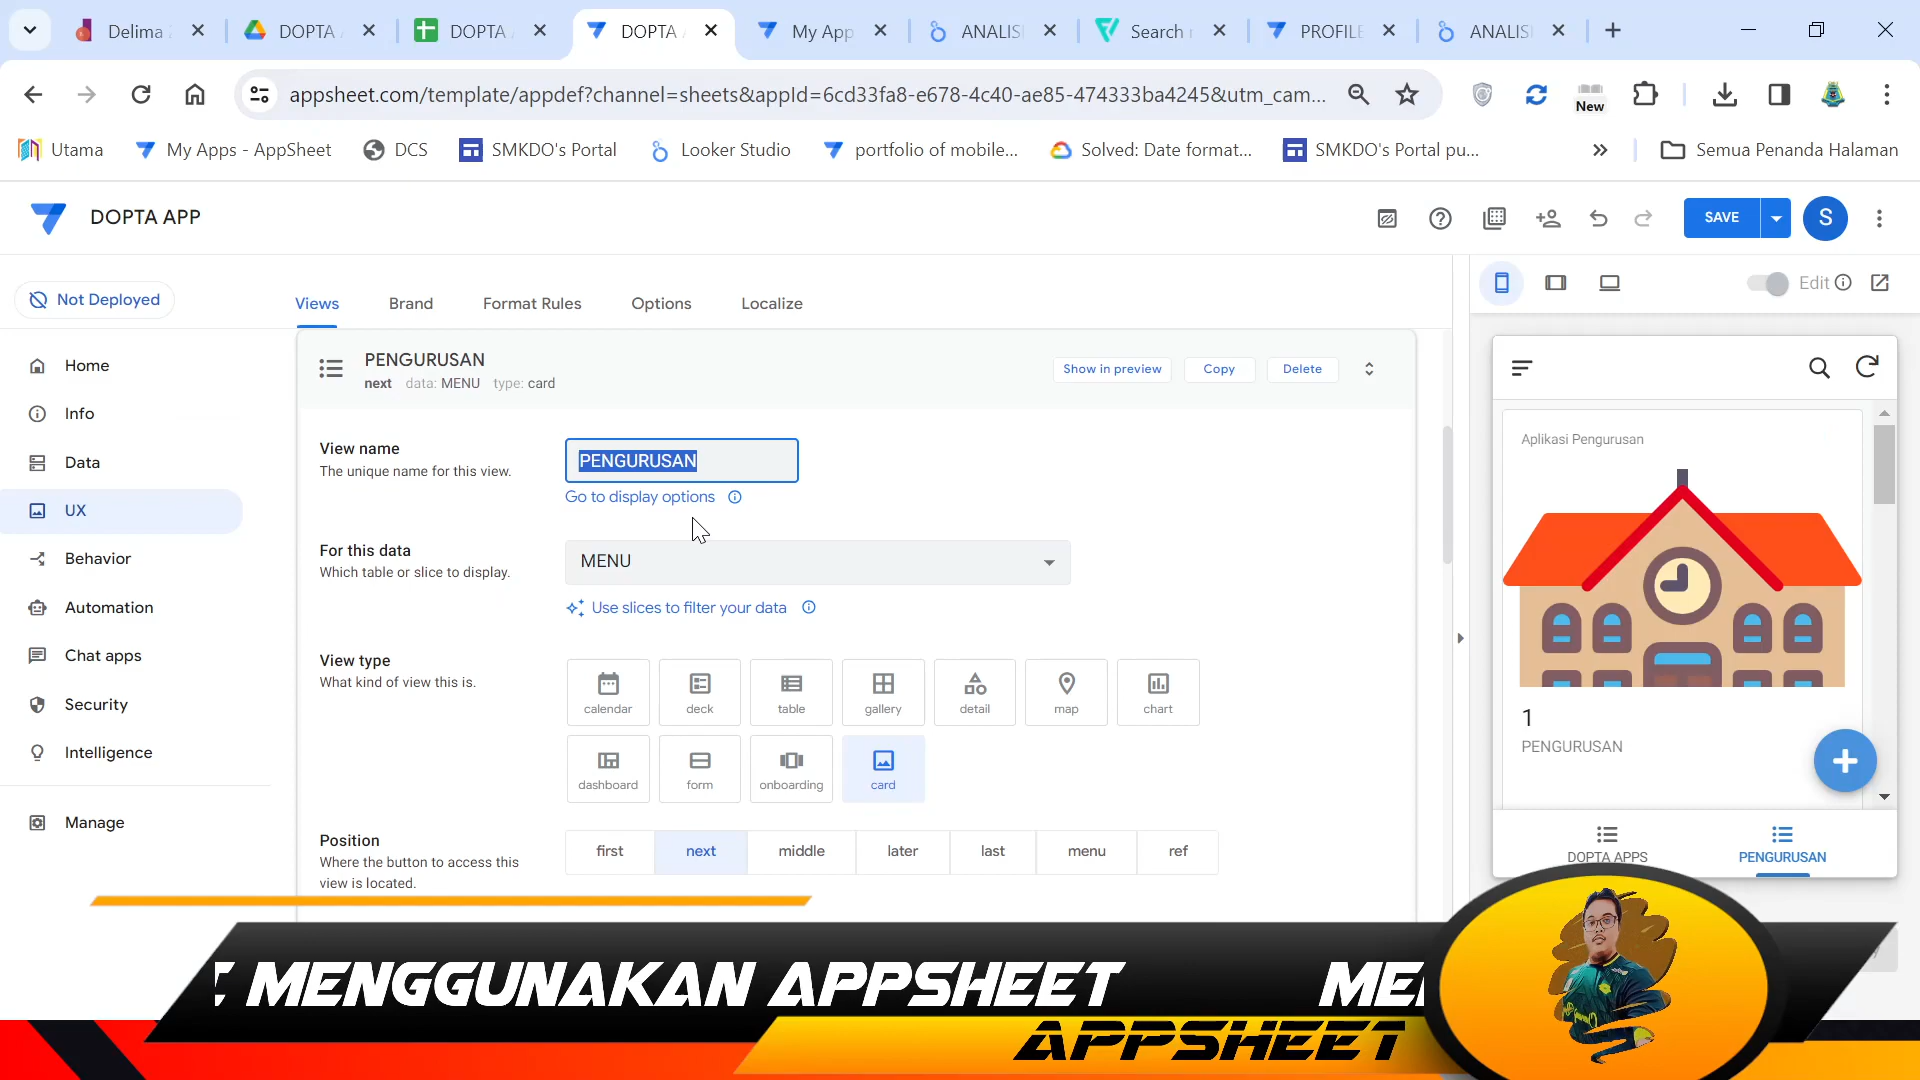 Delima
DOPTA
DOPTA
DOPTA
My App
ANALIS
Search
PROFILE
ANALIS
appsheet.com/template/appdef?channel=sheets&appId=6cd33fa8-e678-4c40-ae85-474333ba4245&utm_cam...
New
Utama
My Apps - AppSheet
DCS
SMKDO's Portal
Looker Studio
portfolio of mobile...
Solved: Date format...
SMKDO's Portal pu...
Semua Penanda Halaman
DOPTA APP
SAVE
S
Not Deployed
Views
Brand
Format Rules
Options
Localize
Edit
Home
Info
Data
UX
Behavior
Automation
Chat apps
Security
Intelligence
Manage
PENGURUSAN
next data: MENU type: card
Show in preview
Copy
Delete
View name
The unique name for this view.
PENGURUSAN
Go to display options
For this data
Which table or slice to display.
MENU
Use slices to filter your data
View type
What kind of view this is.
calendar
deck
table
gallery
detail
map
chart
dashboard
form
onboarding
card
Position
Where the button to access this
view is located.
first
next
middle
later
last
menu
ref
Aplikasi Pengurusan
1
PENGURUSAN
DOPTA APPS
PENGURUSAN
MENGGUNAKAN APPSHEET
APPSHEET